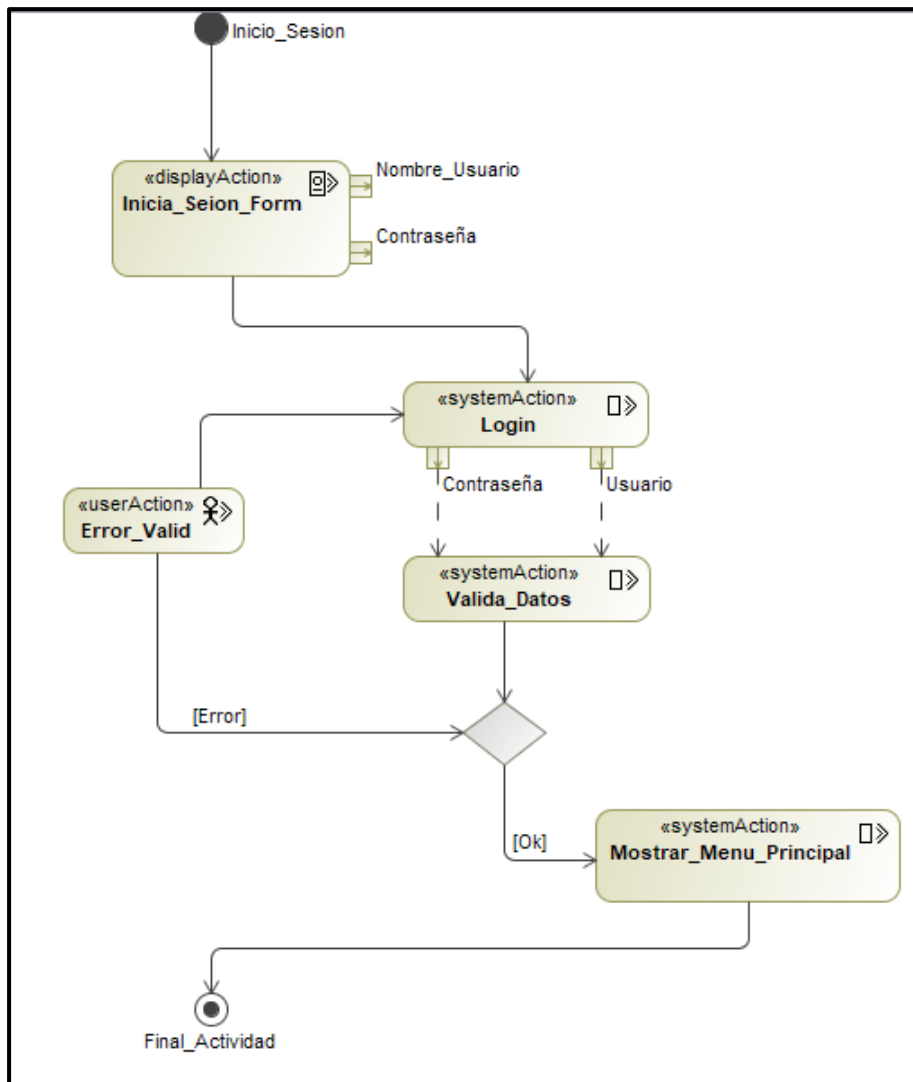 Inicio_Sesion
«displayAction»
Inicia_Seion_Form
Nombre_Usuario
Contraseña
«systemAction»
Login
Contraseña
Usuario
«userAction»
Error_Valid
«systemAction»
Valida_Datos
[Error]
[Ok]
«systemAction»
Mostrar_Menu_Principal
Final_Actividad